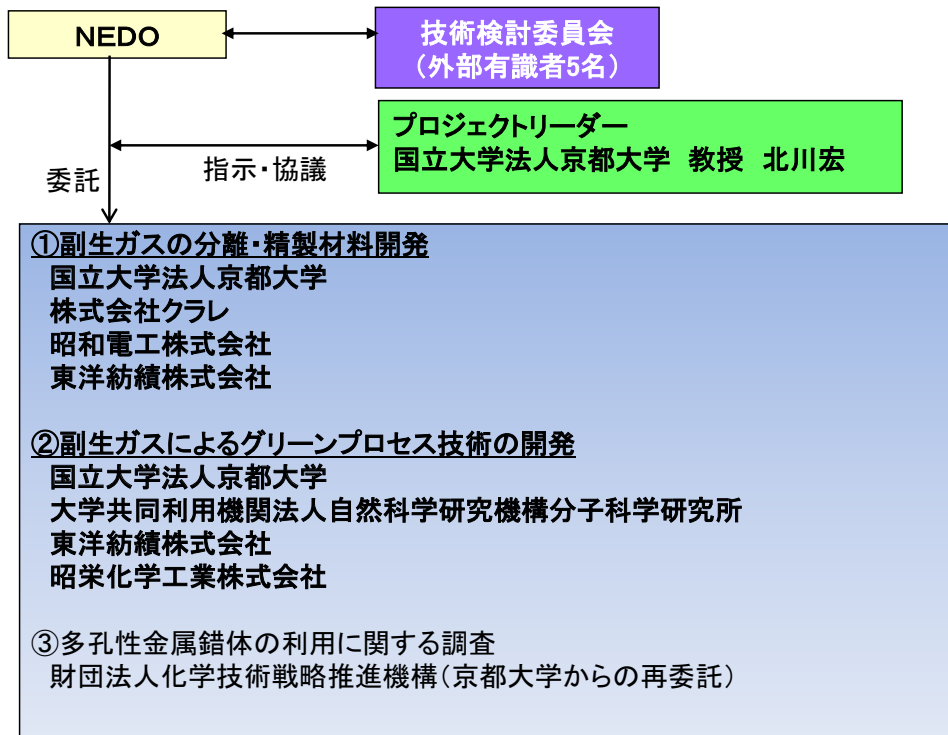 NEDO
技術検討委員会
（外部有識者5名）
プロジェクトリーダー
国立大学法人京都大学　教授　北川宏
指示・協議
委託
①副生ガスの分離・精製材料開発
国立大学法人京都大学
株式会社クラレ
昭和電工株式会社
東洋紡績株式会社
②副生ガスによるグリーンプロセス技術の開発
国立大学法人京都大学
大学共同利用機関法人自然科学研究機構分子科学研究所
東洋紡績株式会社
昭栄化学工業株式会社
③多孔性金属錯体の利用に関する調査
財団法人化学技術戦略推進機構（京都大学からの再委託）